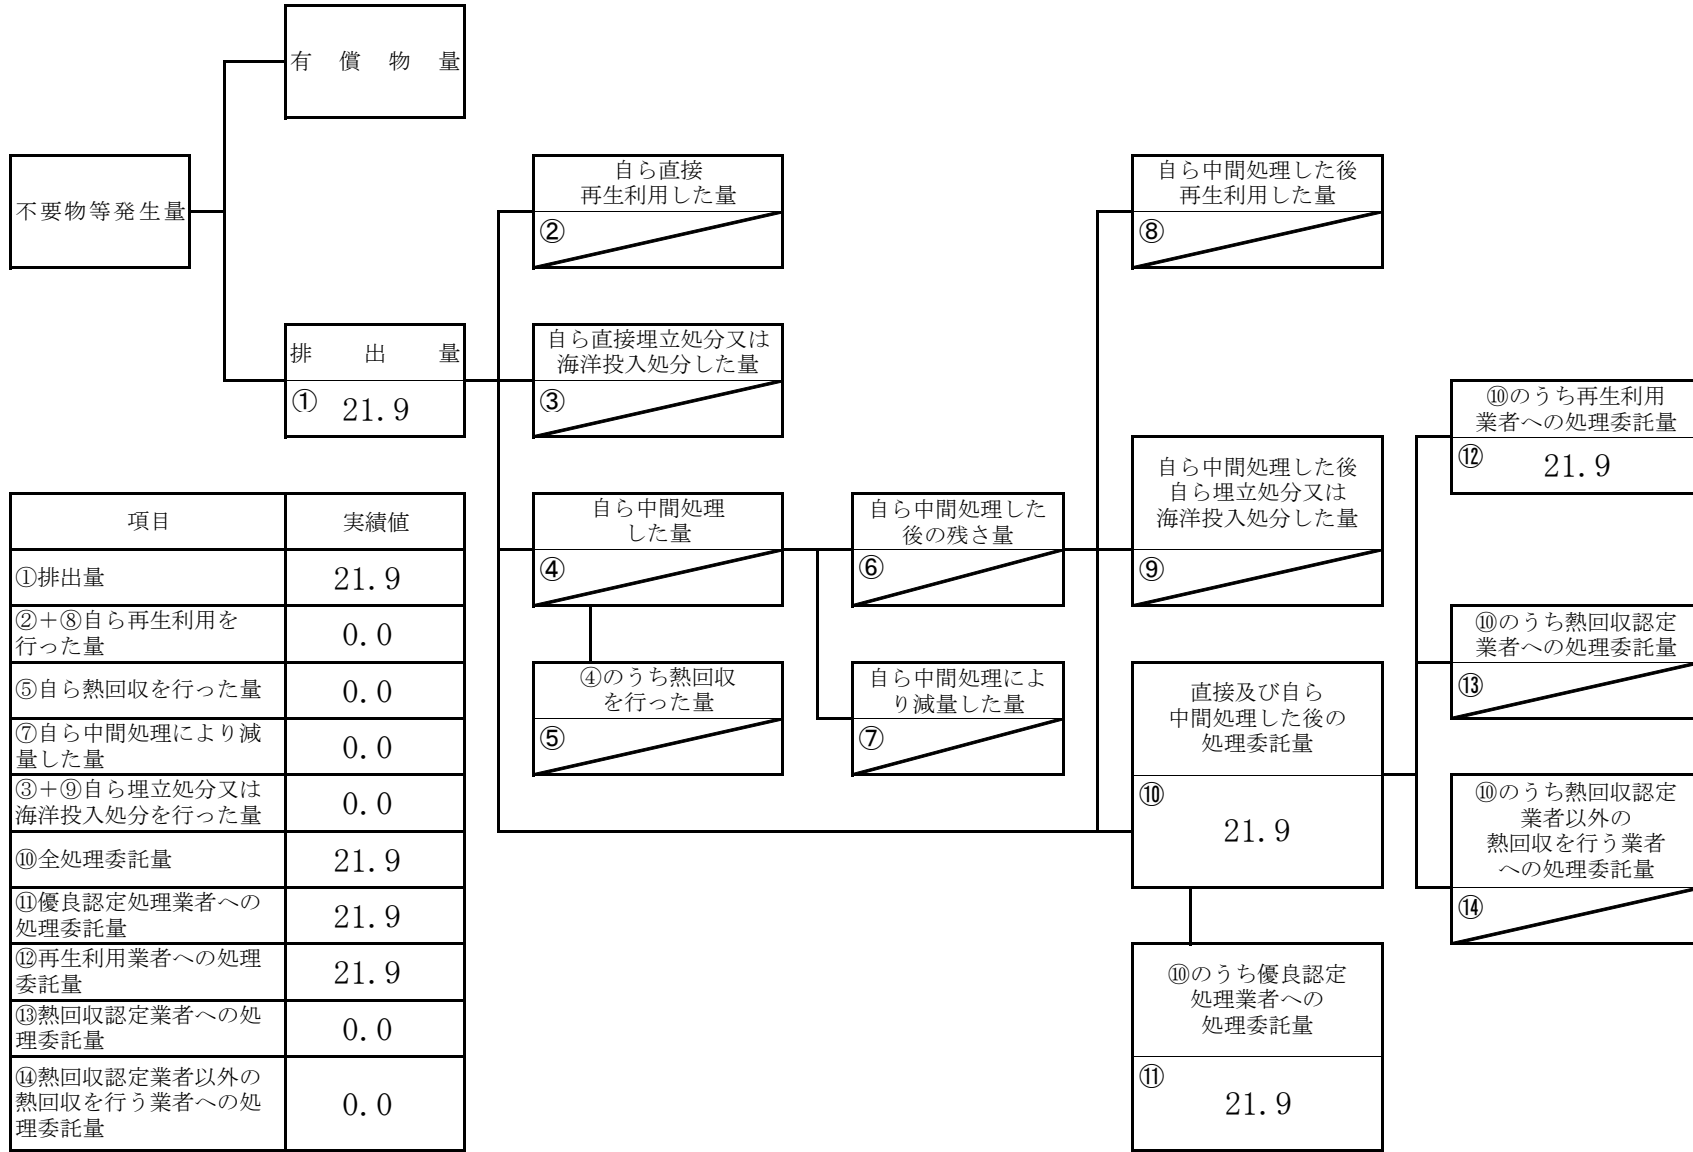 有償物量
不要物等発生量
排出量
① 21.9
自ら直接
再生利用した量
②
自ら直接埋立処分又は
海洋投入処分した量
③
自ら中間処理
した量
④
④のうち熱回収
を行った量
⑤
自ら中間処理した
後の残さ量
⑥
自ら中間処理によ
り減量した量
⑦
自ら中間処理した後
再生利用した量
⑧
自ら中間処理した後
自ら埋立処分又は
海洋投入処分した量
⑨
直接及び自ら
中間処理した後の
処理委託量
⑩
21.9
⑩のうち優良認定
処理業者への
処理委託量
⑪
21.9
⑩のうち再生利用
業者への処理委託量
⑫ 21.9
⑩のうち熱回収認定
業者への処理委託量
⑬
⑩のうち熱回収認定
業者以外の
熱回収を行う業者
への処理委託量
⑭
項目 実績値
①排出量 21.9
②+⑧自ら再生利用を
行った量 0.0
⑤自ら熱回収を行った量 0.0
⑦自ら中間処理により減
量した量 0.0
③+⑨自ら埋立処分又は
海洋投入処分を行った量 0.0
⑩全処理委託量 21.9
⑪優良認定処理業者への
処理委託量 21.9
⑫再生利用業者への処理
委託量 21.9
⑬熱回収認定業者への処
理委託量 0.0
⑭熱回収認定業者以外の
熱回収を行う業者への処
理委託量 0.0